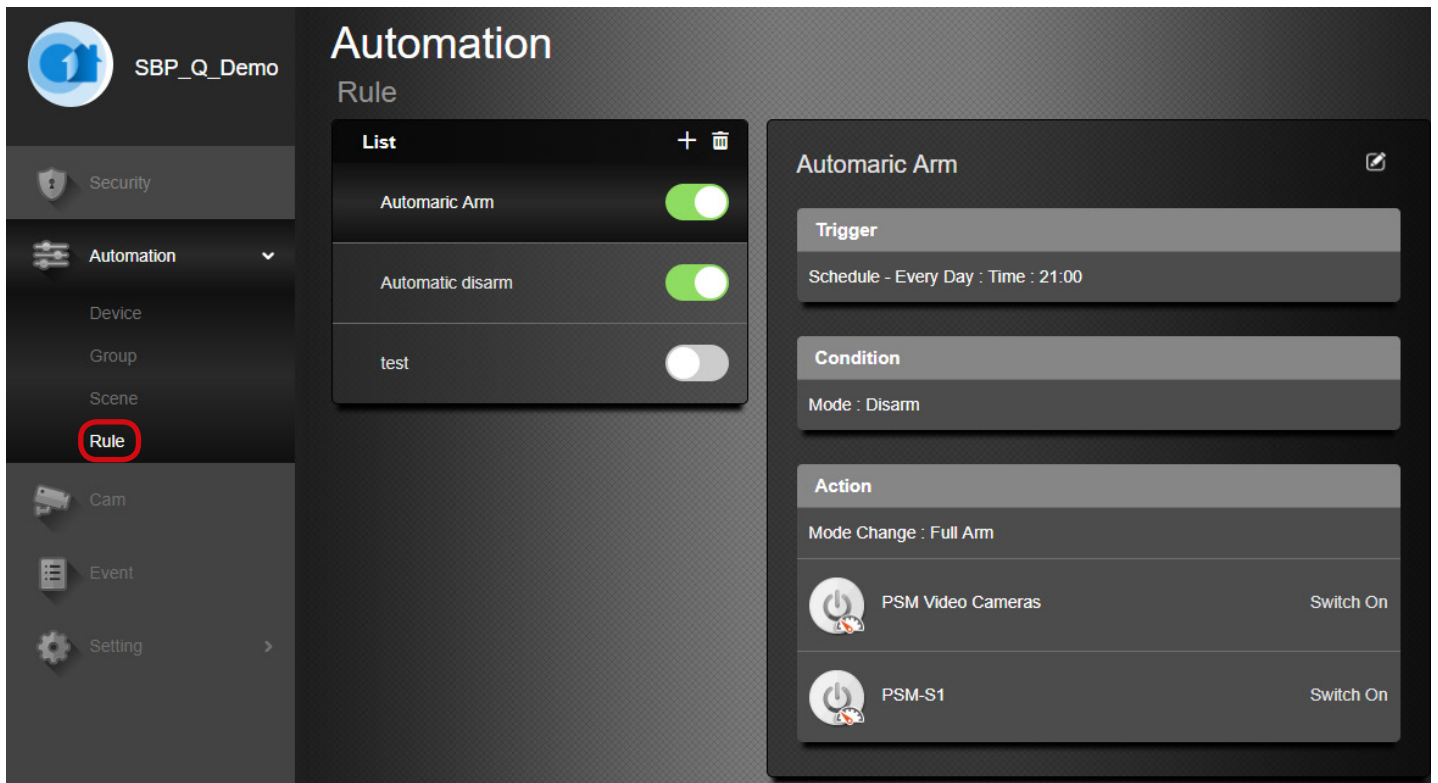 SBP_Q_Demo
Security
Automation
Device
Group
Scene
Rule
Cam
Event
Setting
Automation
Rule
List
Automaric Arm
Automatic disarm
test
Automaric Arm
Trigger
Schedule - Every Day : Time : 21:00
Condition
Mode : Disarm
Action
Mode Change : Full Arm
PSM Video Cameras Switch On
PSM-S1 Switch On